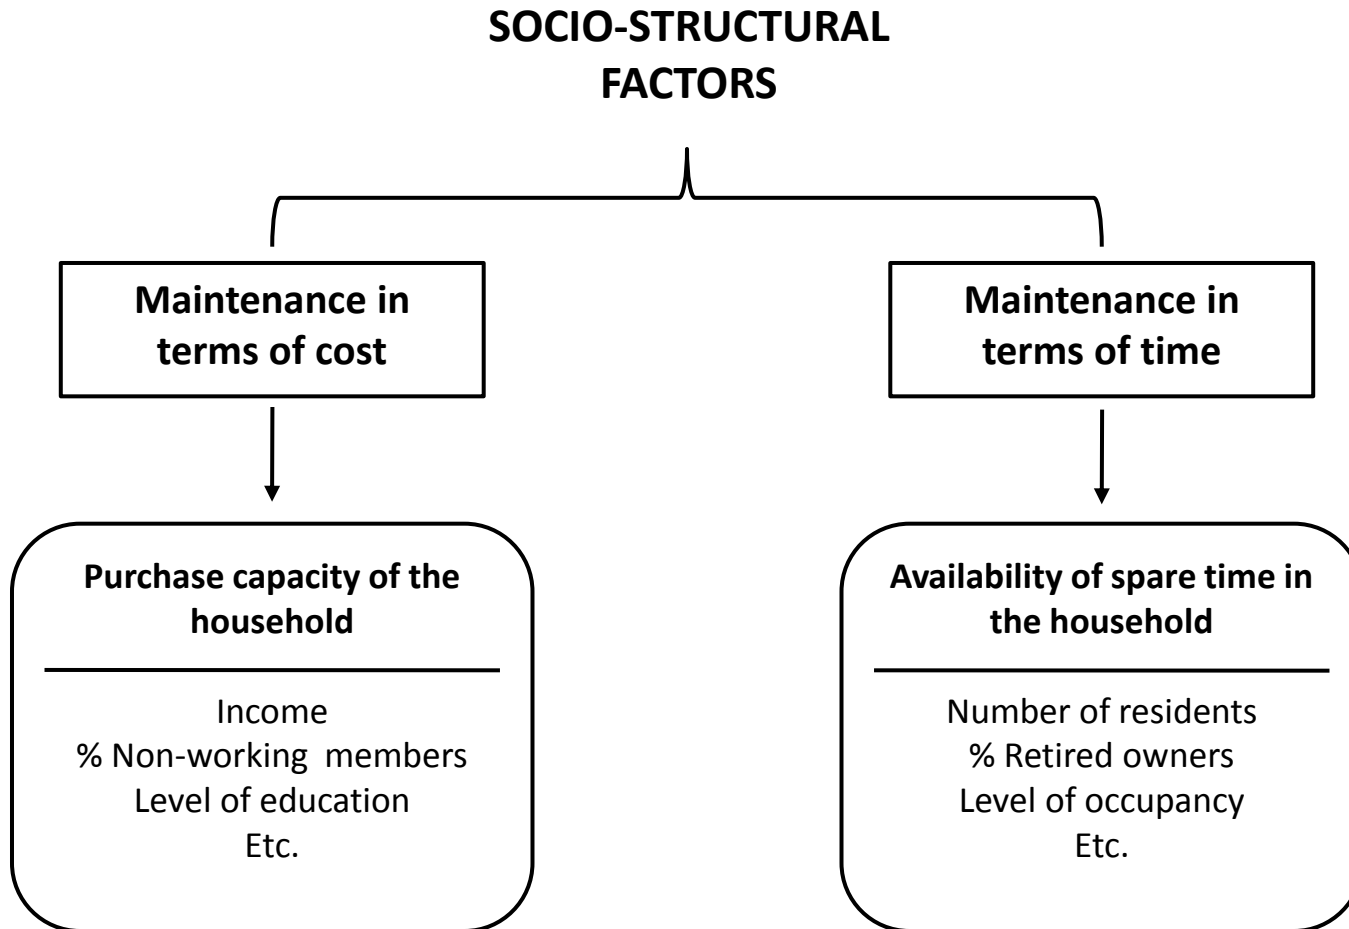 SOCIO-STRUCTURAL
FACTORS
Maintenance in
terms of cost
Maintenance in
terms of time
Purchase capacity of the
household
Income
% Non-working members
Level of education
Etc.
Availability of spare time in
the household
Number of residents
% Retired owners
Level of occupancy
Etc.